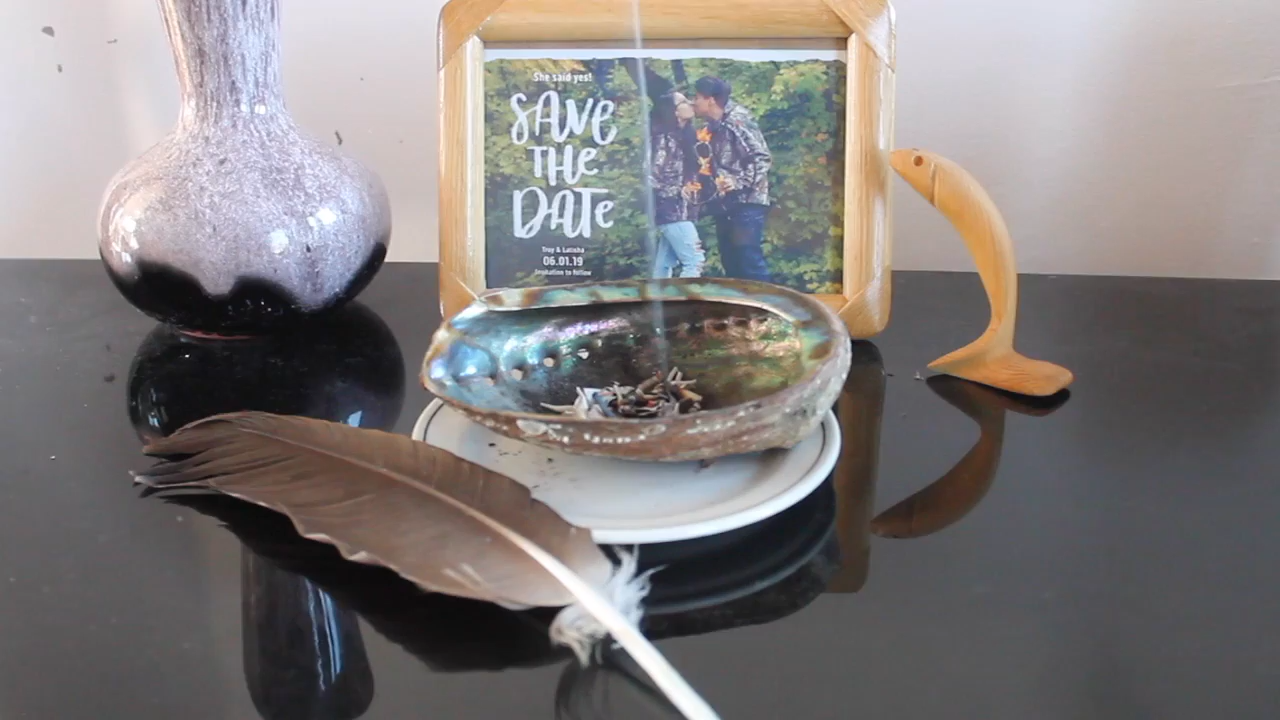 She said yes!
SAVE
THE
DATE
Troy & Latisha
06.01.19
Invitation to follow